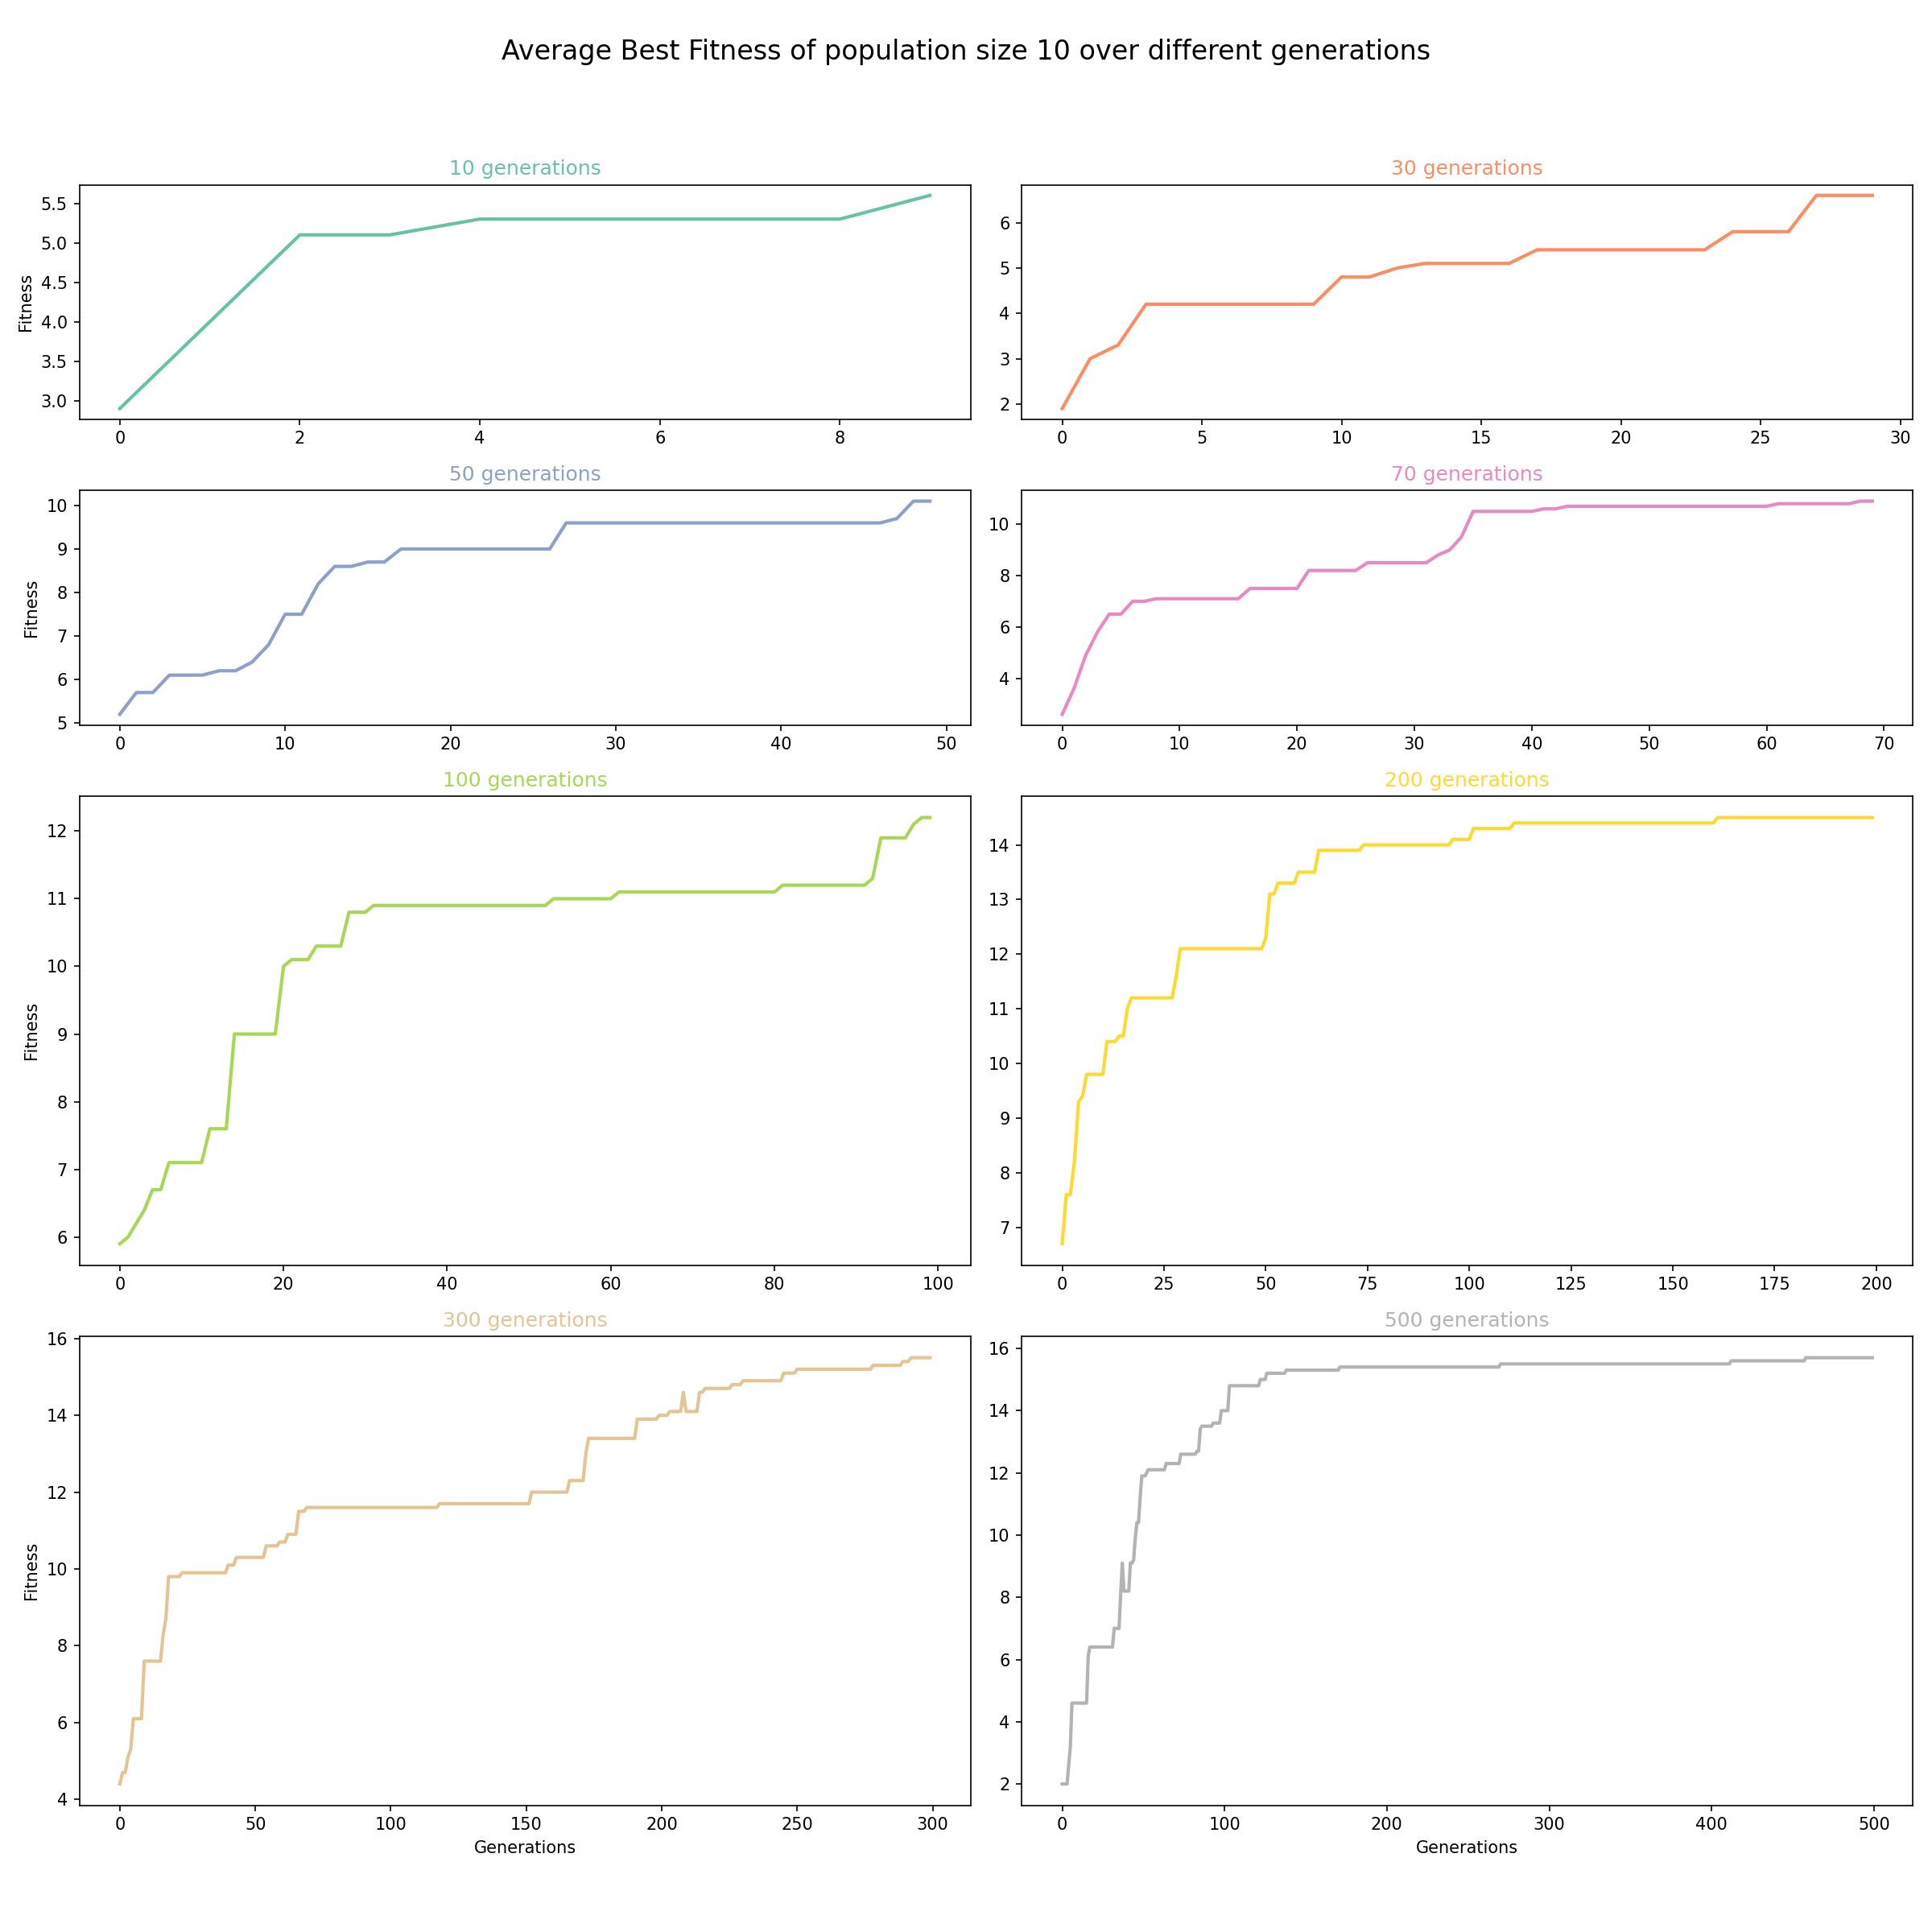 Average Best Fitness of population size 10 over different generations
10 generations
5.5
5.0
4.5
4.0
3.5
3.0
Fitness
0 2 4 6 8
30 generations
6
5
4
3
2
0 5 10 15 20 25 30
50 generations
10
9
8
7
6
5
Fitness
0 10 20 30 40 50
70 generations
10
8
6
4
0 10 20 30 40 50 60 70
100 generations
12
11
10
9
8
7
6
Fitness
0 20 40 60 80 100
200 generations
14
13
12
11
10
9
8
7
0 25 50 75 100 125 150 175 200
300 generations
16
14
12
10
8
6
4
Fitness
0 50 100 150 200 250 300
Generations
500 generations
16
14
12
10
8
6
4
2
0 100 200 300 400 500
Generations